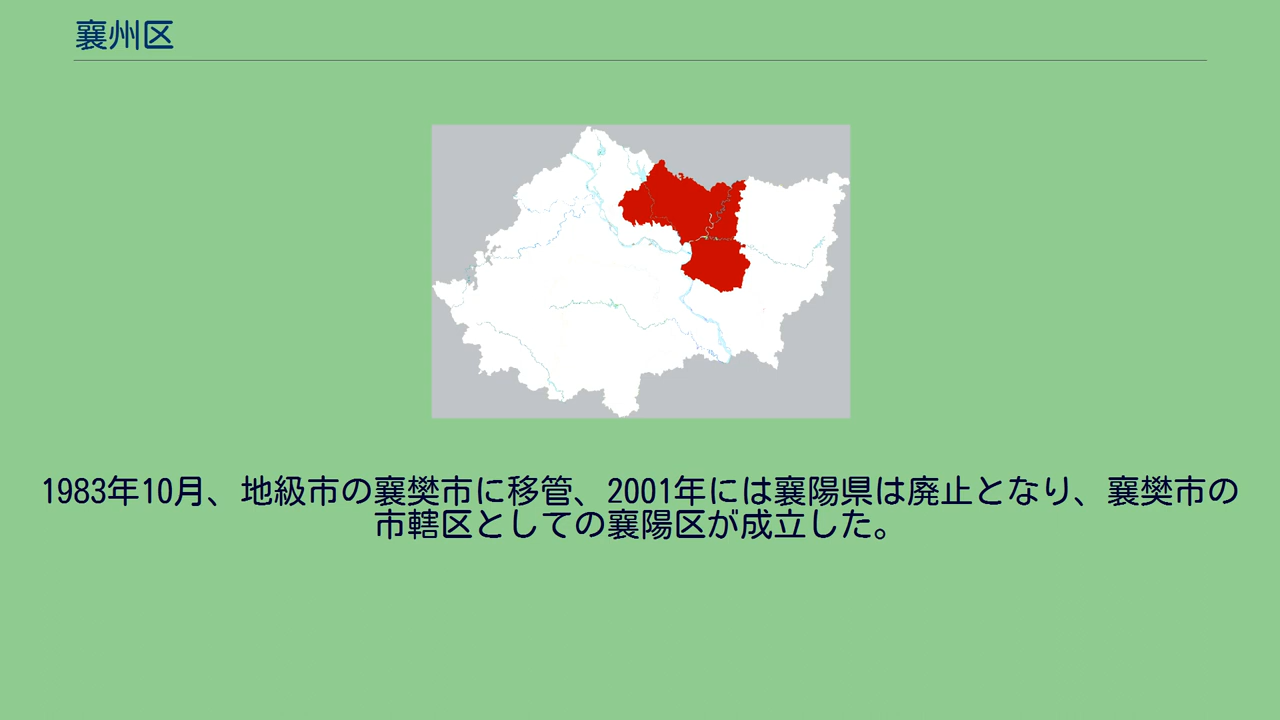 襄州区
1983年10月、地級市の襄樊市に移管、2001年には襄陽県は廃止となり、襄樊市の
市轄区としての襄陽区が成立した。